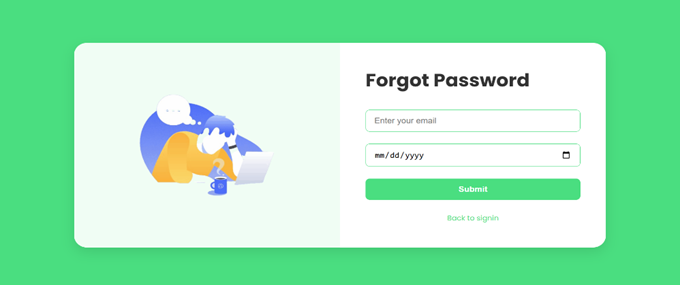 Forgot Password
Enter your email
mm/dd/yyyy
Submit
Back to signin